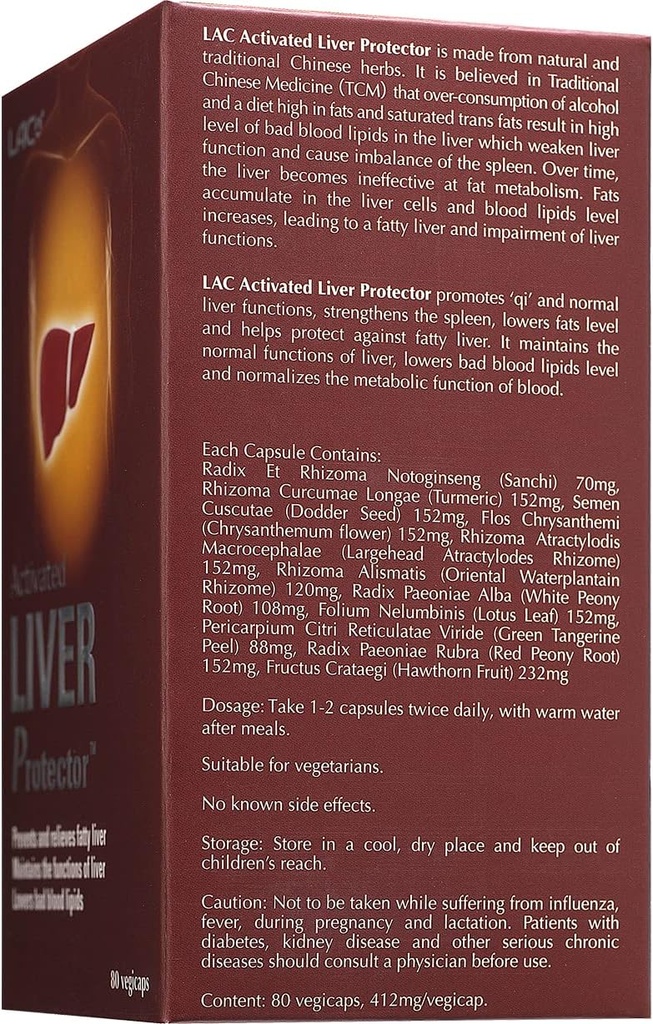 LAC
Activated
LIVER
Protector™
Prevents and relieves fatty liver
Maintains the functions of liver
Lowers bad blood lipids
80 vegicaps
LAC Activated Liver Protector is made from natural and
traditional Chinese herbs. It is believed in Traditional
Chinese Medicine (TCM) that over-consumption of alcohol
and a diet high in fats and saturated trans fats result in high
level of bad blood lipids in the liver which weaken liver
function and cause imbalance of the spleen. Over time,
the liver becomes ineffective at fat metabolism. Fats
accumulate in the liver cells and blood lipids level
increases, leading to a fatty liver and impairment of liver
functions.
LAC Activated Liver Protector promotes ‘qi’ and normal
liver functions, strengthens the spleen, lowers fats level
and helps protect against fatty liver. It maintains the
normal functions of liver, lowers bad blood lipids level
and normalizes the metabolic function of blood.
Each Capsule Contains:
Radix Et Rhizoma Notoginseng (Sanchi) 70mg,
Rhizoma Curcumae Longae (Turmeric) 152mg, Semen
Cuscutae (Dodder Seed) 152mg, Flos Chrysanthemi
(Chrysanthemum flower) 152mg, Rhizoma Atractylodis
Macrocephalae (Largehead Atractylodes Rhizome)
152mg, Rhizoma Alismatis (Oriental Waterplantain
Rhizome) 120mg, Radix Paeoniae Alba (White Peony
Root) 108mg, Folium Nelumbinis (Lotus Leaf) 152mg,
Pericarpium Citri Reticulatae Viride (Green Tangerine
Peel) 88mg, Radix Paeoniae Rubra (Red Peony Root)
152mg, Fructus Crataegi (Hawthorn Fruit) 232mg
Dosage: Take 1-2 capsules twice daily, with warm water
after meals.
Suitable for vegetarians.
No known side effects.
Storage: Store in a cool, dry place and keep out of
children’s reach.
Caution: Not to be taken while suffering from influenza,
fever, during pregnancy and lactation. Patients with
diabetes, kidney disease and other serious chronic
diseases should consult a physician before use.
Content: 80 vegicaps, 412mg/vegicap.